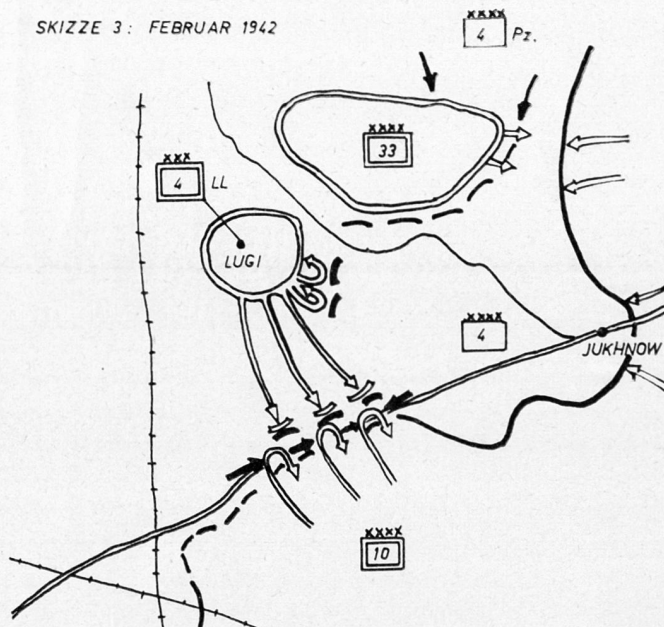 SKIZZE 3: FEBRUAR 1942
xxxx
4 Pz.
xxxx
33
xxx
4 LL
LUGI
xxxx
4
JUKHNOW
xxxx
10